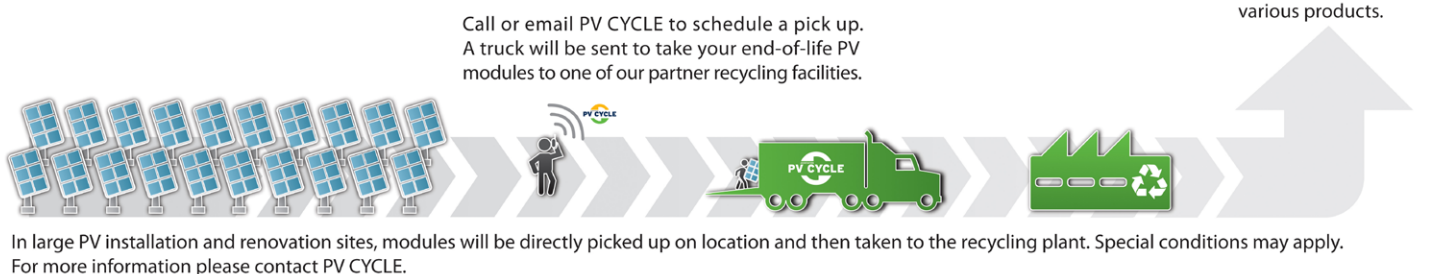 various products.
Call or email PV CYCLE to schedule a pick up.
A truck will be sent to take your end-of-life PV
modules to one of our partner recycling facilities.
PV CYCLE
PV CYCLE
In large PV installation and renovation sites, modules will be directly picked up on location and then taken to the recycling plant. Special conditions may apply.
For more information please contact PV CYCLE.